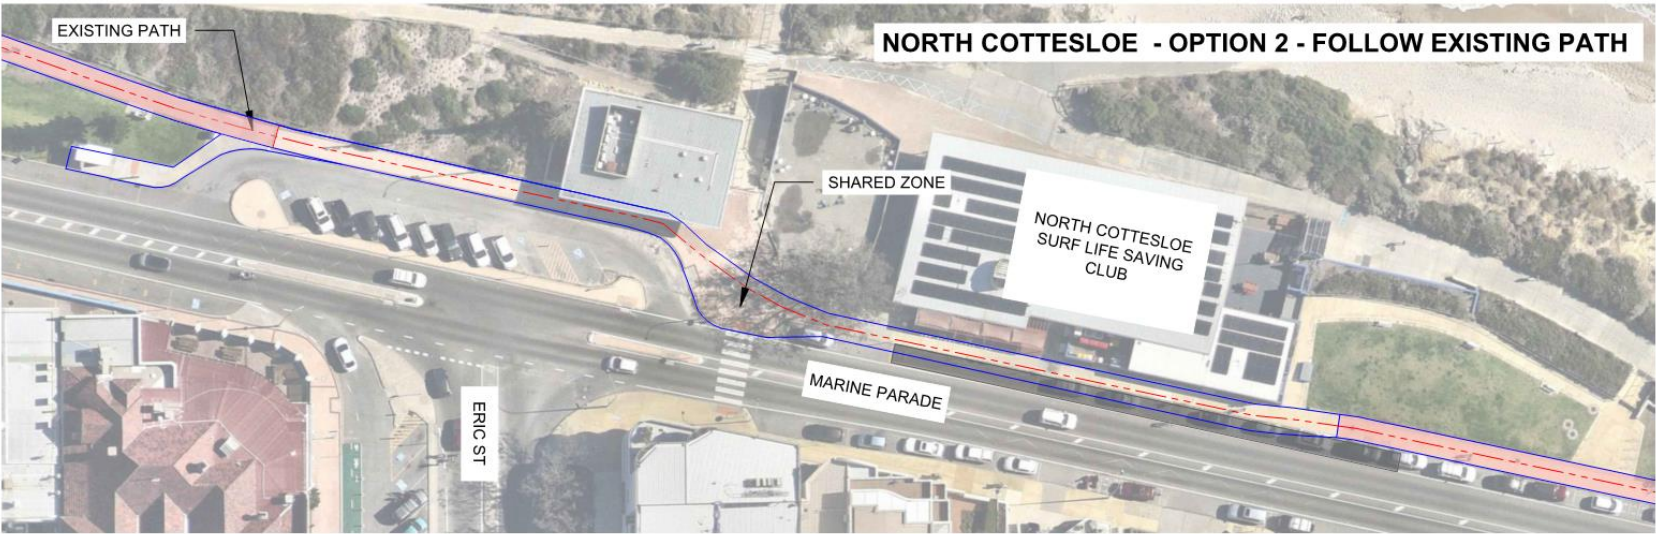 EXISTING PATH
NORTH COTTESLOE - OPTION 2 - FOLLOW EXISTING PATH
SHARED ZONE
NORTH COTTESLOE
SURF LIFE SAVING
CLUB
MARINE PARADE
ERIC ST